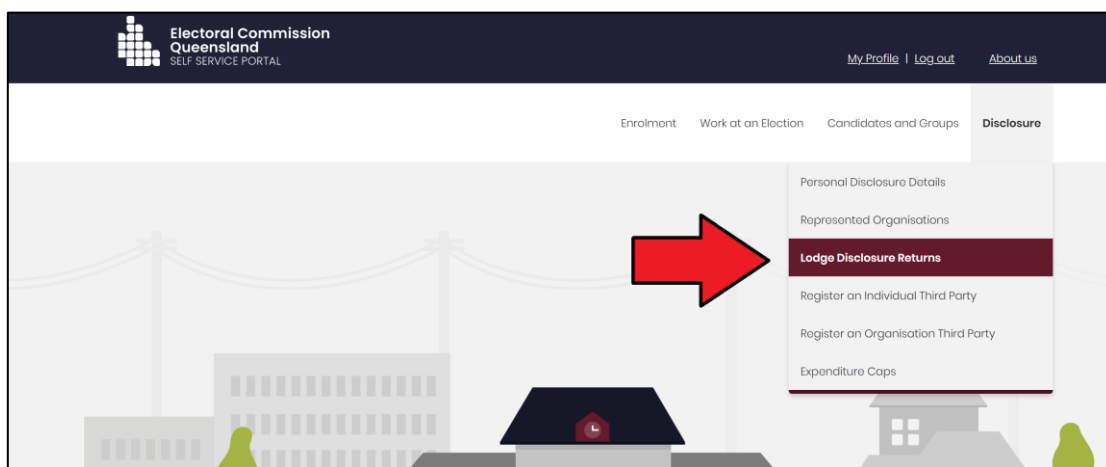 Electoral Commission
Queensland
SELF SERVICE PORTAL
My Profile | Log out About us
Enrolment Work at an Election Candidates and Groups Disclosure
Personal Disclosure Details
Represented Organisations
Lodge Disclosure Returns
Register an Individual Third Party
Register an Organisation Third Party
Expenditure Caps